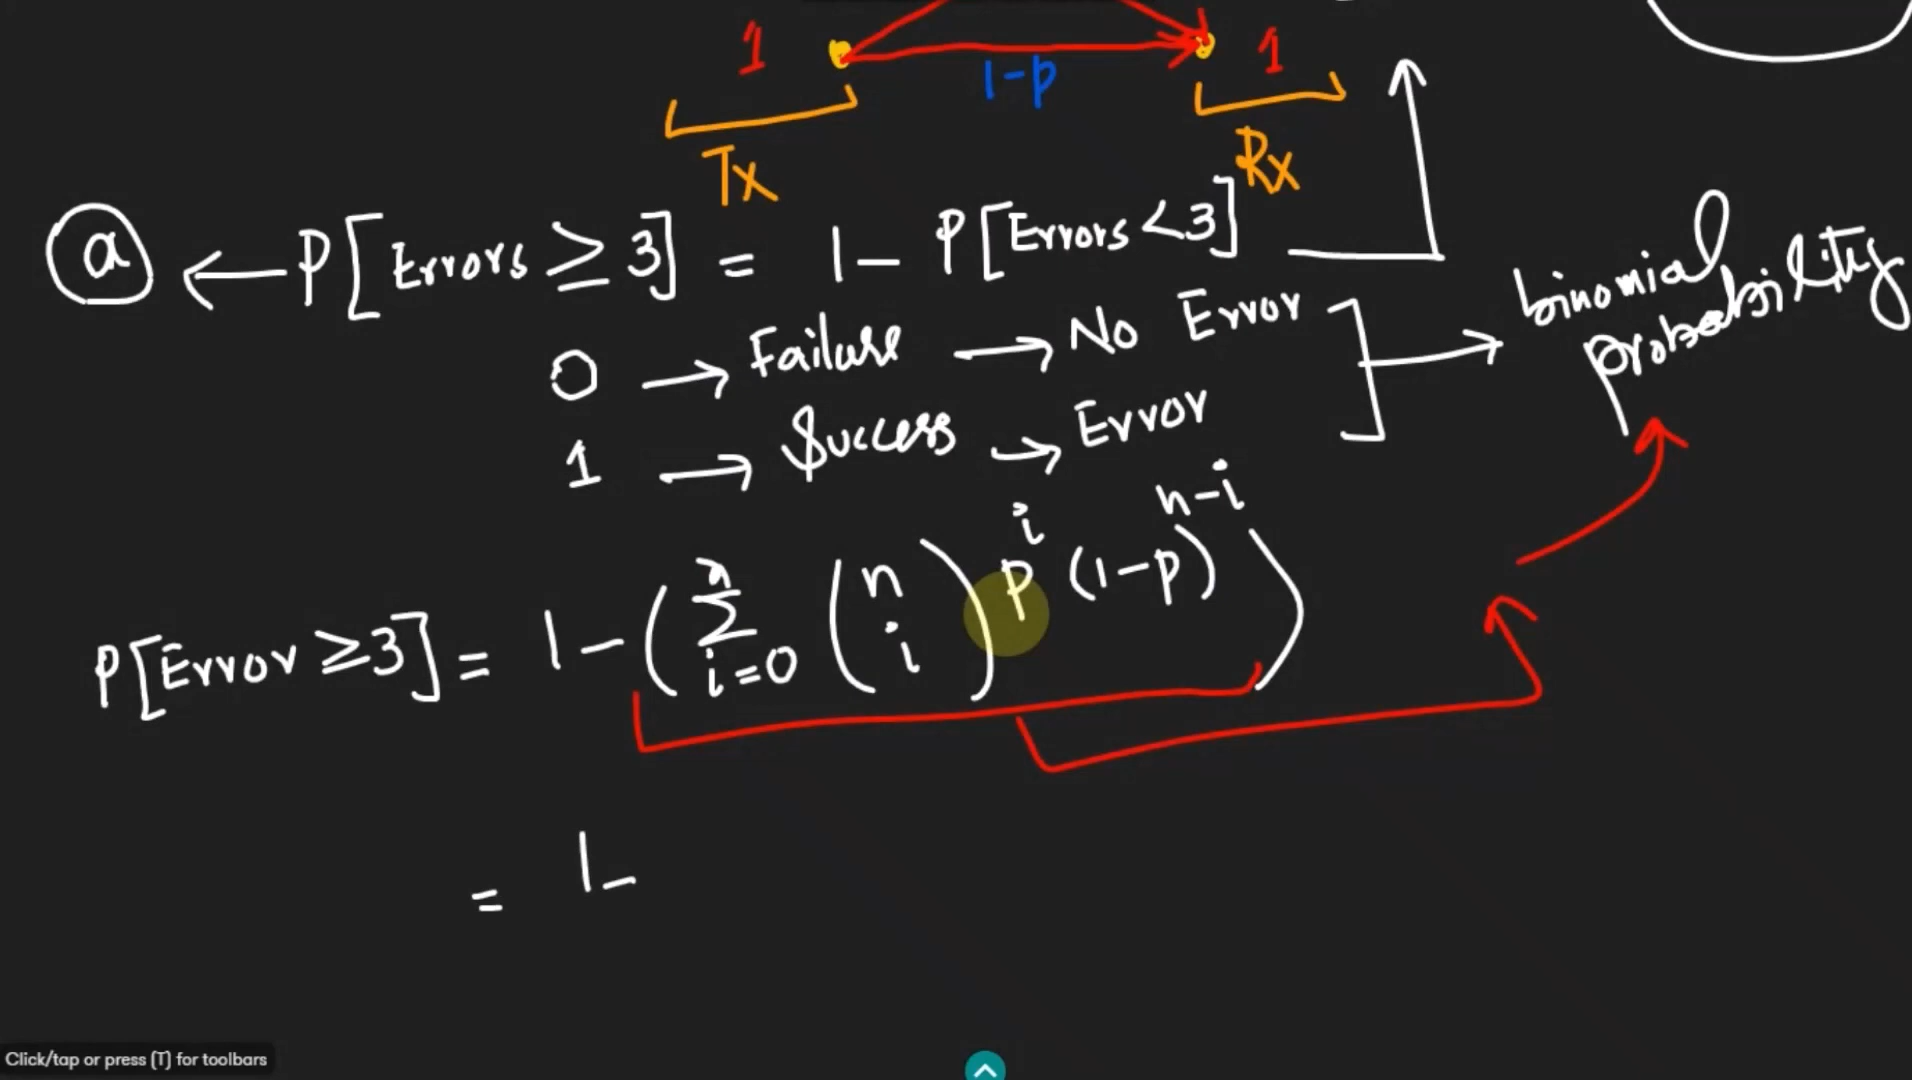 1 1-p 1
Tx Rx
a ← P[Errors ≥ 3] = 1 - P[Errors < 3]
0 → Failure → No Error
1 → Success → Error
binomial
probability
P[Error ≥ 3] = 1 - ( Σ i=0 (n i) p^i (1-p)^n-i )
= 1 -
Click/tap or press (T) for toolbars